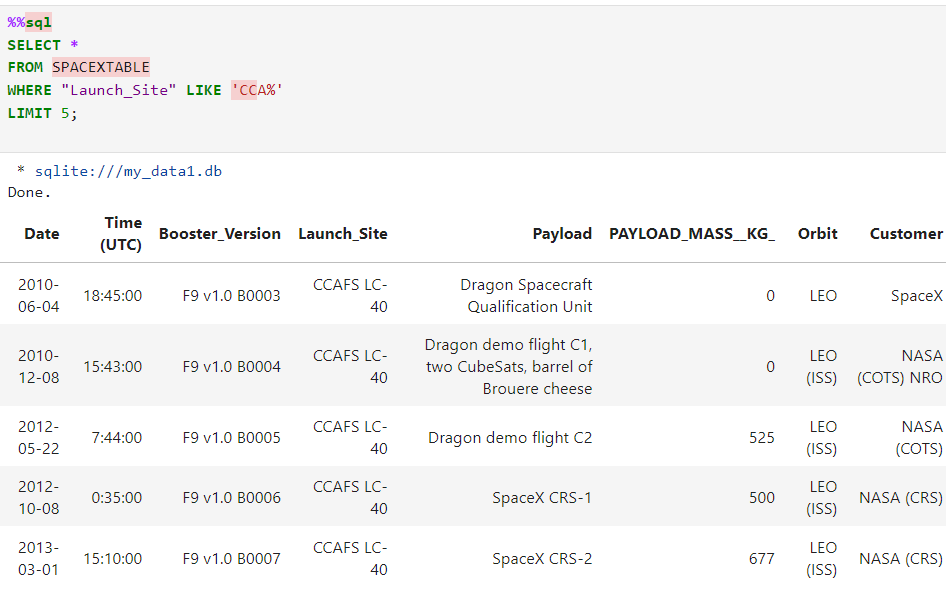 %%sql
SELECT *
FROM SPACEXTABLE
WHERE "Launch_Site" LIKE 'CCA%'
LIMIT 5;
* sqlite:///my_data1.db
Done.
Date Time (UTC) Booster_Version Launch_Site Payload PAYLOAD_MASS__KG_ Orbit Customer
2010-06-04 18:45:00 F9 v1.0 B0003 CCAFS LC-40 Dragon Spacecraft Qualification Unit 0 LEO SpaceX
2010-12-08 15:43:00 F9 v1.0 B0004 CCAFS LC-40 Dragon demo flight C1, two CubeSats, barrel of Brouere cheese 0 LEO (ISS) NASA (COTS) NRO
2012-05-22 7:44:00 F9 v1.0 B0005 CCAFS LC-40 Dragon demo flight C2 525 LEO (ISS) NASA (COTS)
2012-10-08 0:35:00 F9 v1.0 B0006 CCAFS LC-40 SpaceX CRS-1 500 LEO (ISS) NASA (CRS)
2013-03-01 15:10:00 F9 v1.0 B0007 CCAFS LC-40 SpaceX CRS-2 677 LEO (ISS) NASA (CRS)